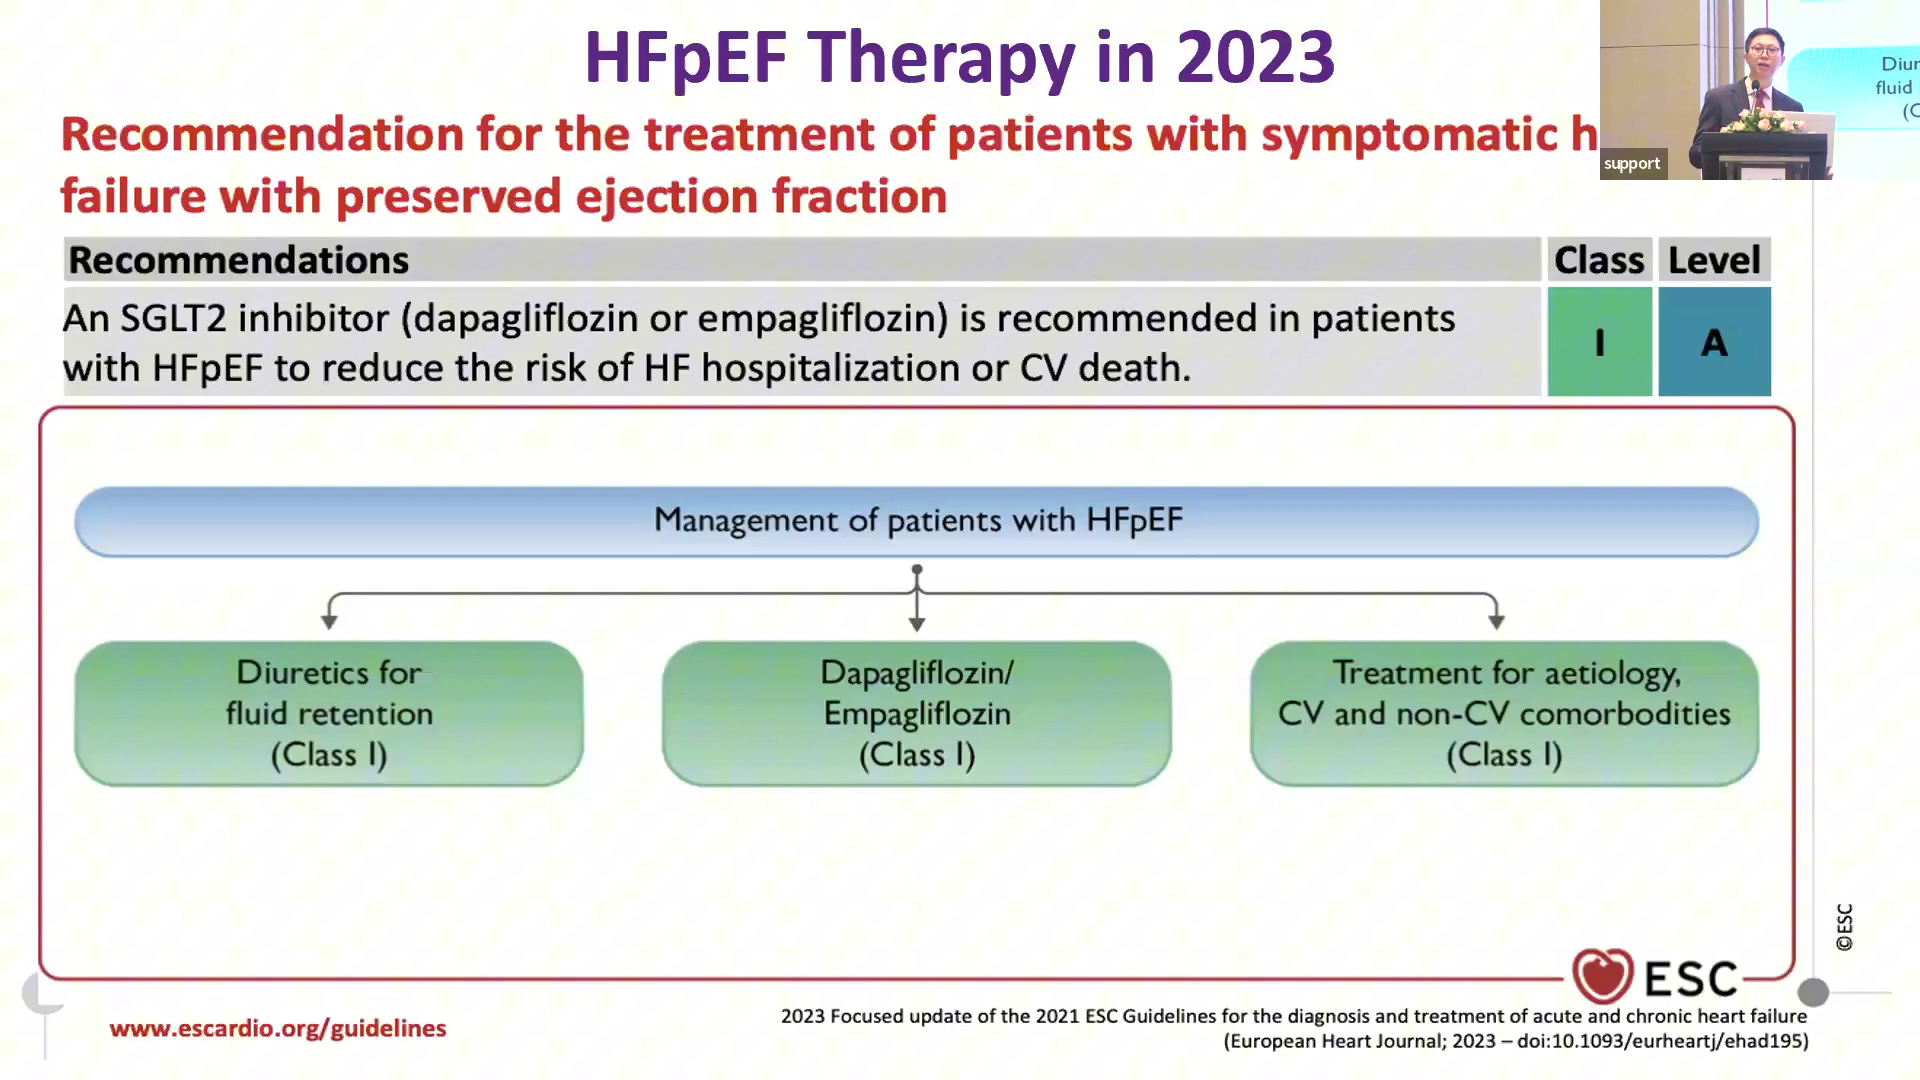 HFpEF Therapy in 2023
Recommendation for the treatment of patients with symptomatic h
failure with preserved ejection fraction
support
Diur
fluid
(C
Recommendations Class Level
An SGLT2 inhibitor (dapagliflozin or empagliflozin) is recommended in patients
with HFpEF to reduce the risk of HF hospitalization or CV death.
I A
Management of patients with HFpEF
Diuretics for
fluid retention
(Class I)
Dapagliflozin/
Empagliflozin
(Class I)
Treatment for aetiology,
CV and non-CV comorbodities
(Class I)
©ESC
ESC
www.escardio.org/guidelines
2023 Focused update of the 2021 ESC Guidelines for the diagnosis and treatment of acute and chronic heart failure
(European Heart Journal; 2023 – doi:10.1093/eurheartj/ehad195)